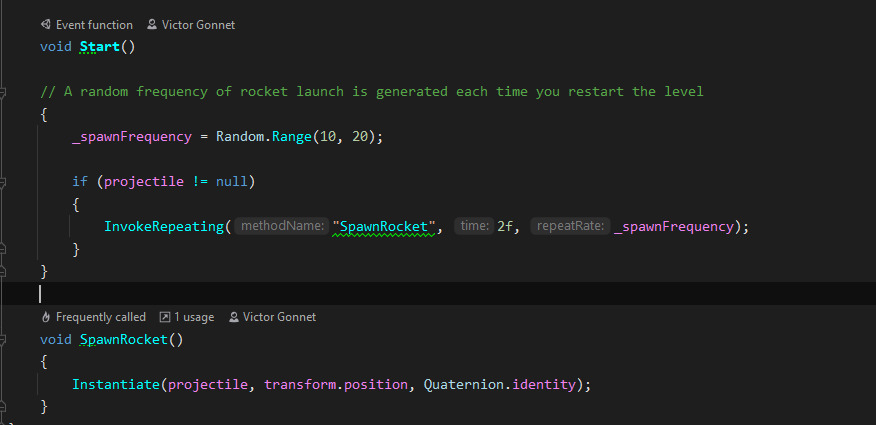 Event function Victor Gonnet
void Start()
// A random frequency of rocket launch is generated each time you restart the level
{
_spawnFrequency = Random.Range(10, 20);
if (projectile != null)
{
InvokeRepeating( methodName: "SpawnRocket", time: 2f, repeatRate: _spawnFrequency);
}
}
Frequently called 1 usage Victor Gonnet
void SpawnRocket()
{
Instantiate(projectile, transform.position, Quaternion.identity);
}